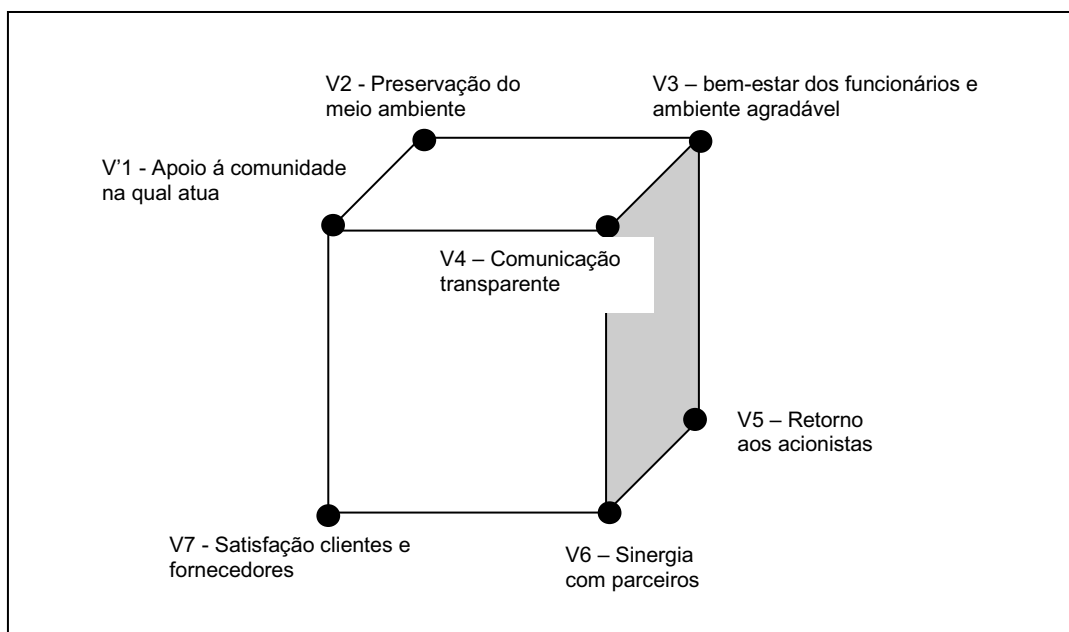 V2 - Preservação do
meio ambiente
V3 – bem-estar dos funcionários e
ambiente agradável
V'1 - Apoio á comunidade
na qual atua
V4 – Comunicação
transparente
V5 – Retorno
aos acionistas
V7 - Satisfação clientes e
fornecedores
V6 – Sinergia
com parceiros